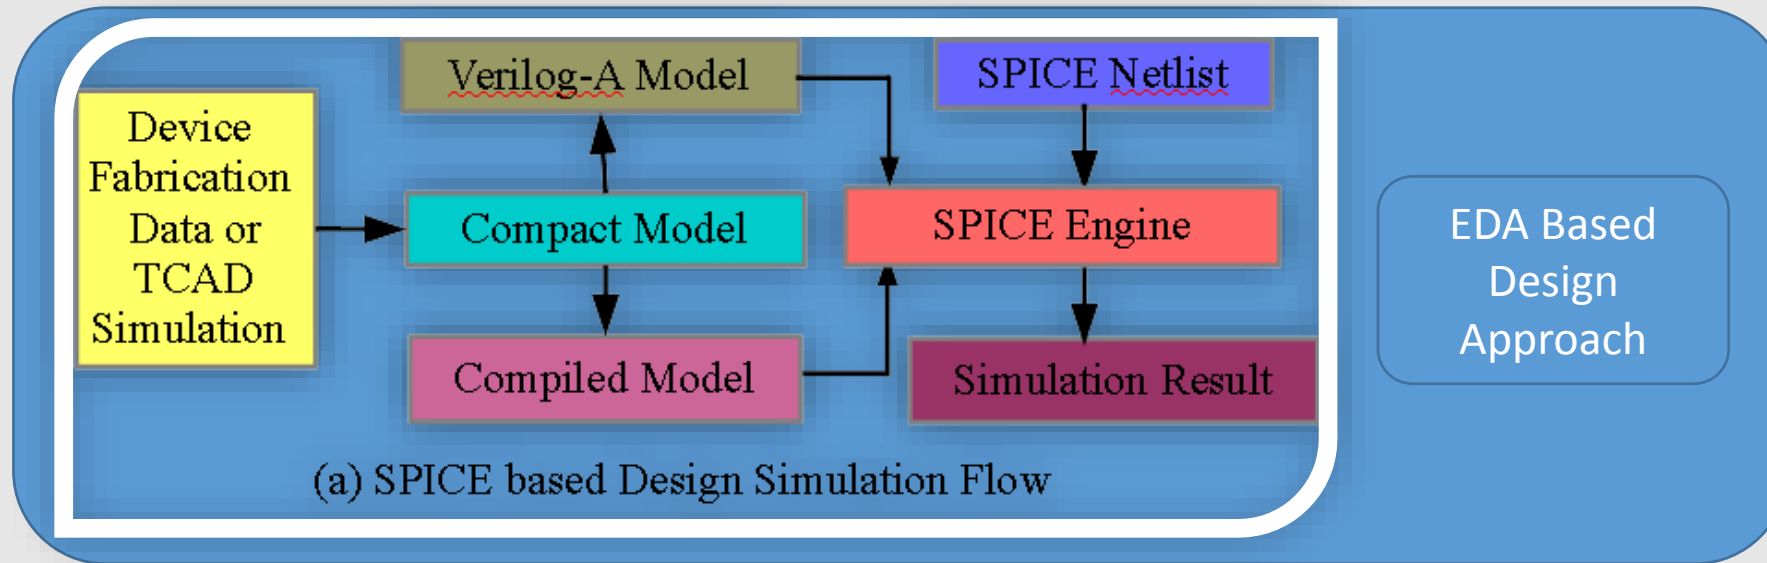 Device
Fabrication
Data or
TCAD
Simulation
Verilog-A Model
Compact Model
Compiled Model
SPICE Netlist
SPICE Engine
Simulation Result
(a) SPICE based Design Simulation Flow
EDA Based
Design
Approach